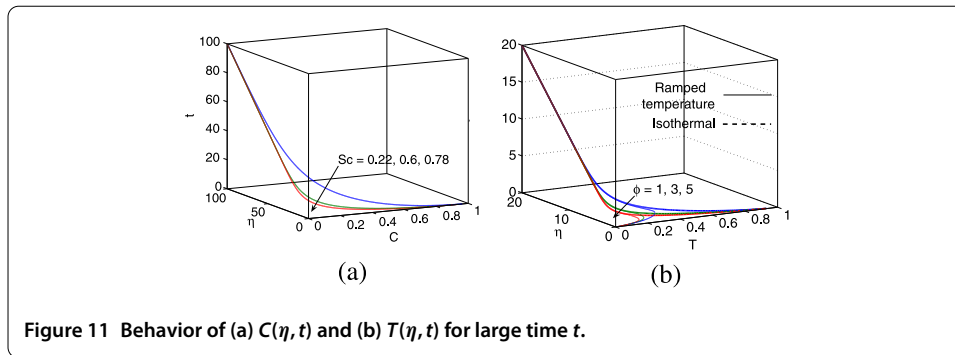 100
80
60
40
20
0
t
100
50
0
η
Sc = 0.22, 0.6, 0.78
0 0.2 0.4 0.6 0.8 1
C
(a)
20
15
10
5
0
20
10
0
η
Ramped
temperature
Isothermal
ϕ = 1, 3, 5
0 0.2 0.4 0.6 0.8 1
T
(b)
Figure 11 Behavior of (a) C(η, t) and (b) T(η, t) for large time t.